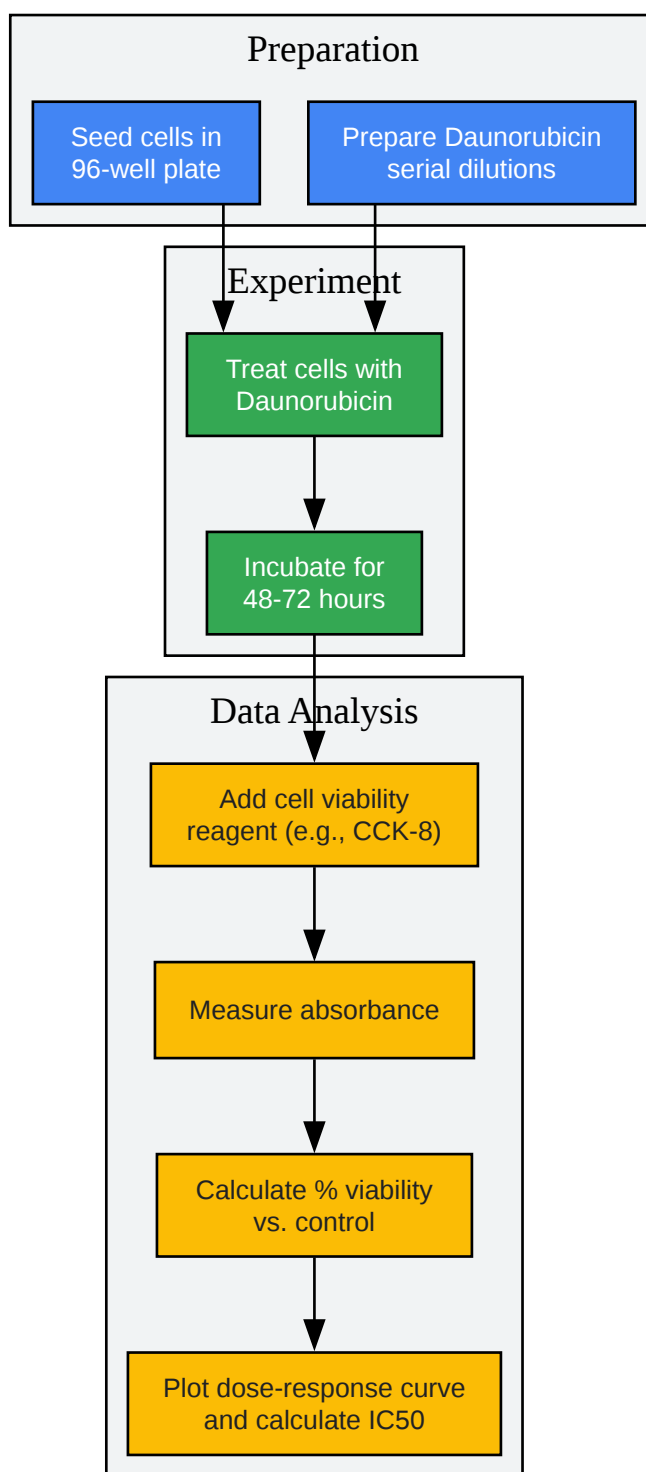 Preparation
Seed cells in
96-well plate
Prepare Daunorubicin
serial dilutions
Experiment
Treat cells with
Daunorubicin
Incubate for
48-72 hours
Data Analysis
Add cell viability
reagent (e.g., CCK-8)
Measure absorbance
Calculate % viability
vs. control
Plot dose-response curve
and calculate IC50